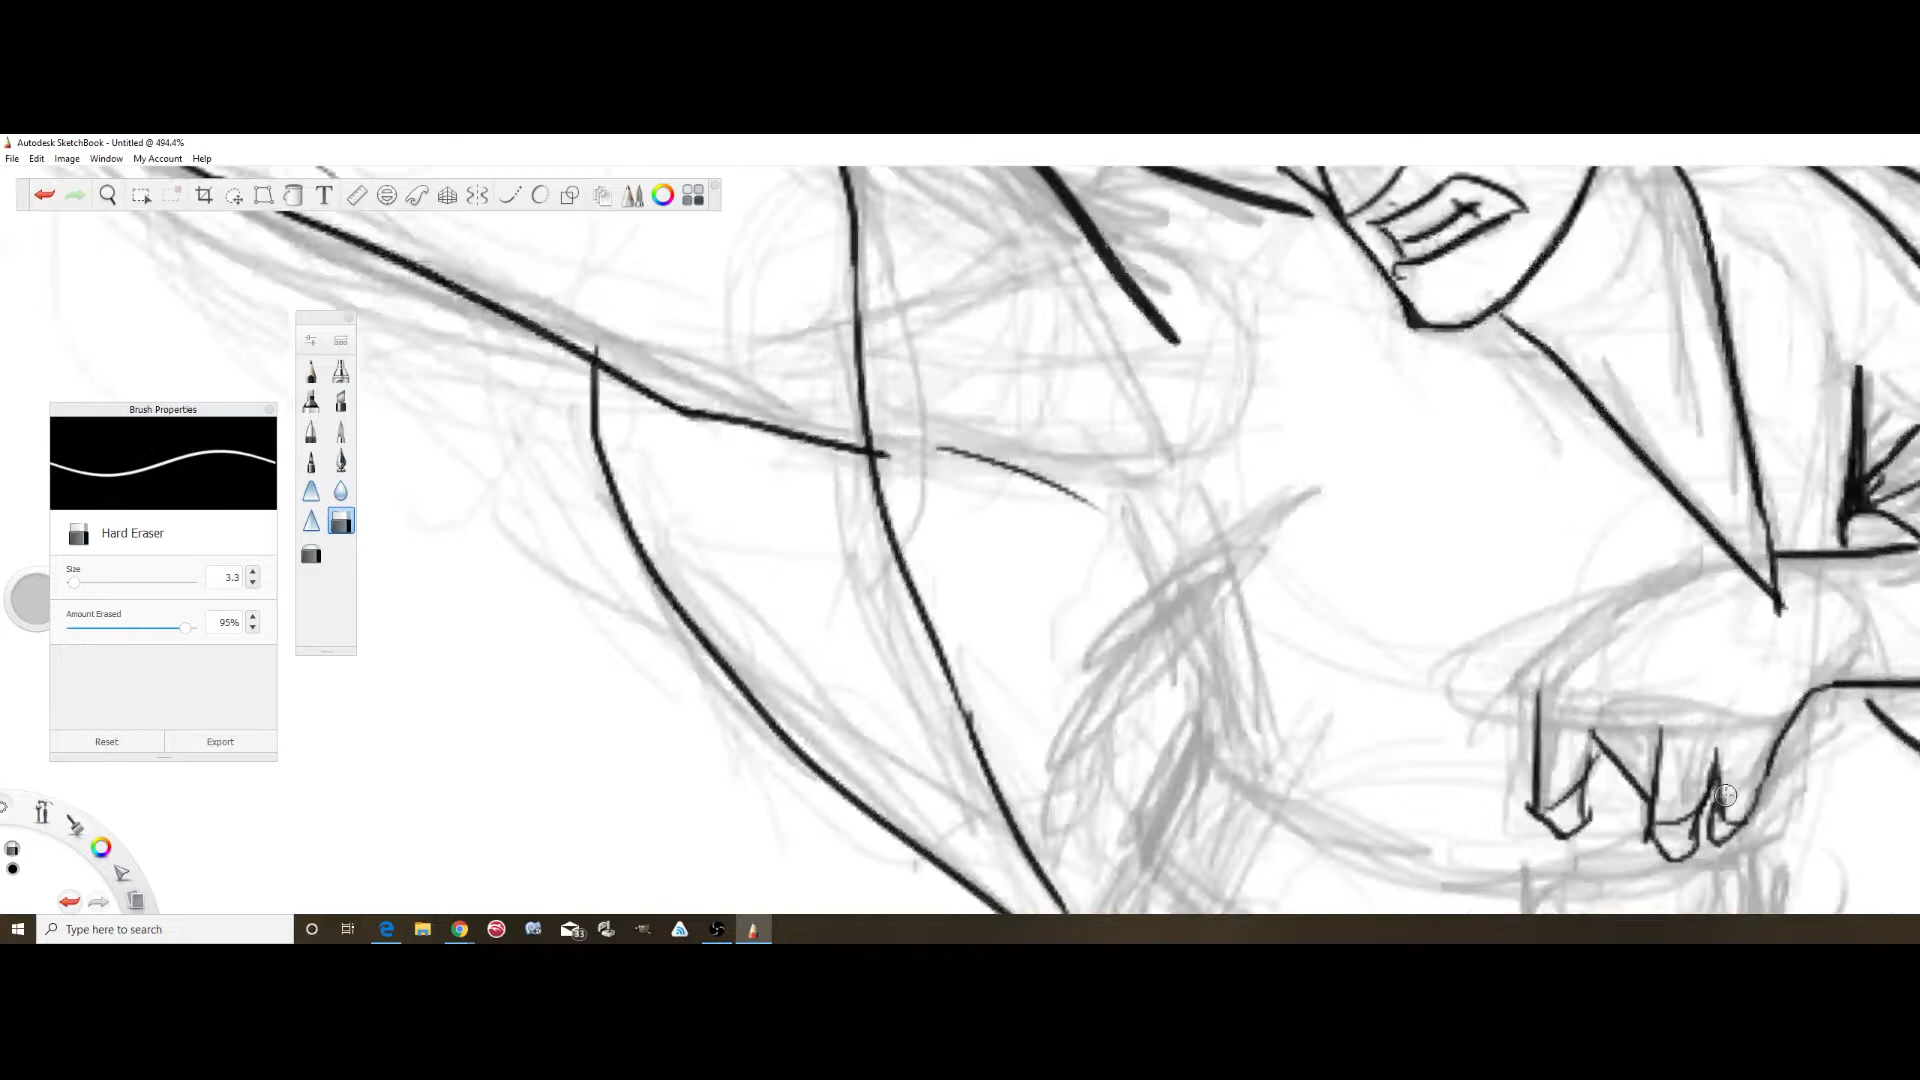 Autodesk SketchBook - Untitled @ 494.4%
File Edit Image Window My Account Help
T
Brush Properties
Hard Eraser
Size
3.3
Amount Erased
95%
Reset Export
Type here to search
33